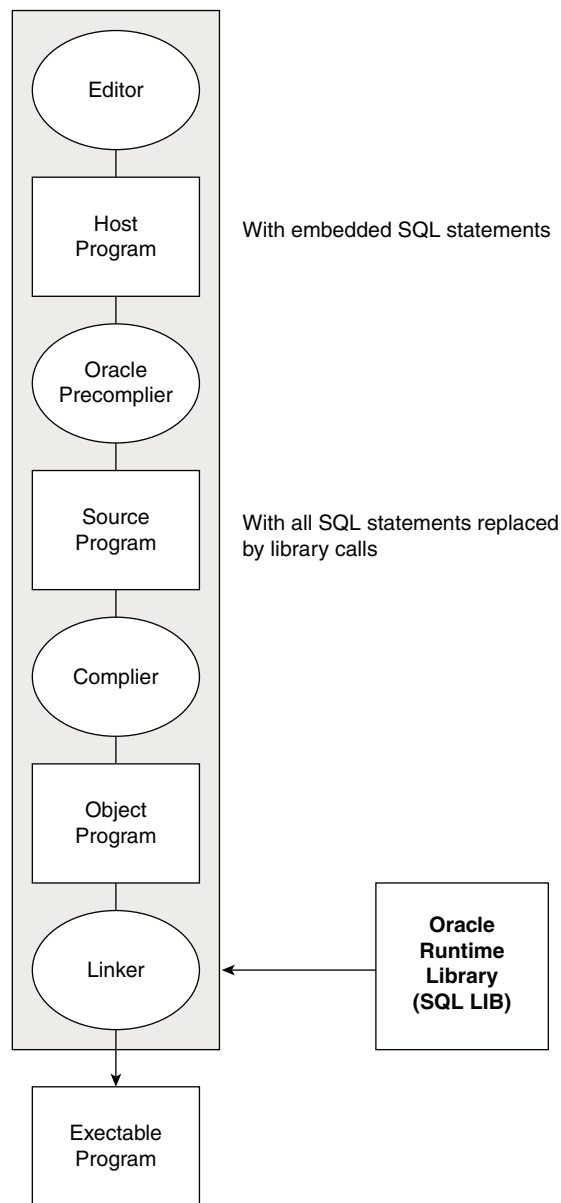 Editor
Host
Program
With embedded SQL statements
Oracle
Precomplier
Source
Program
With all SQL statements replaced
by library calls
Complier
Object
Program
Linker
Oracle
Runtime
Library
(SQL LIB)
Exectable
Program